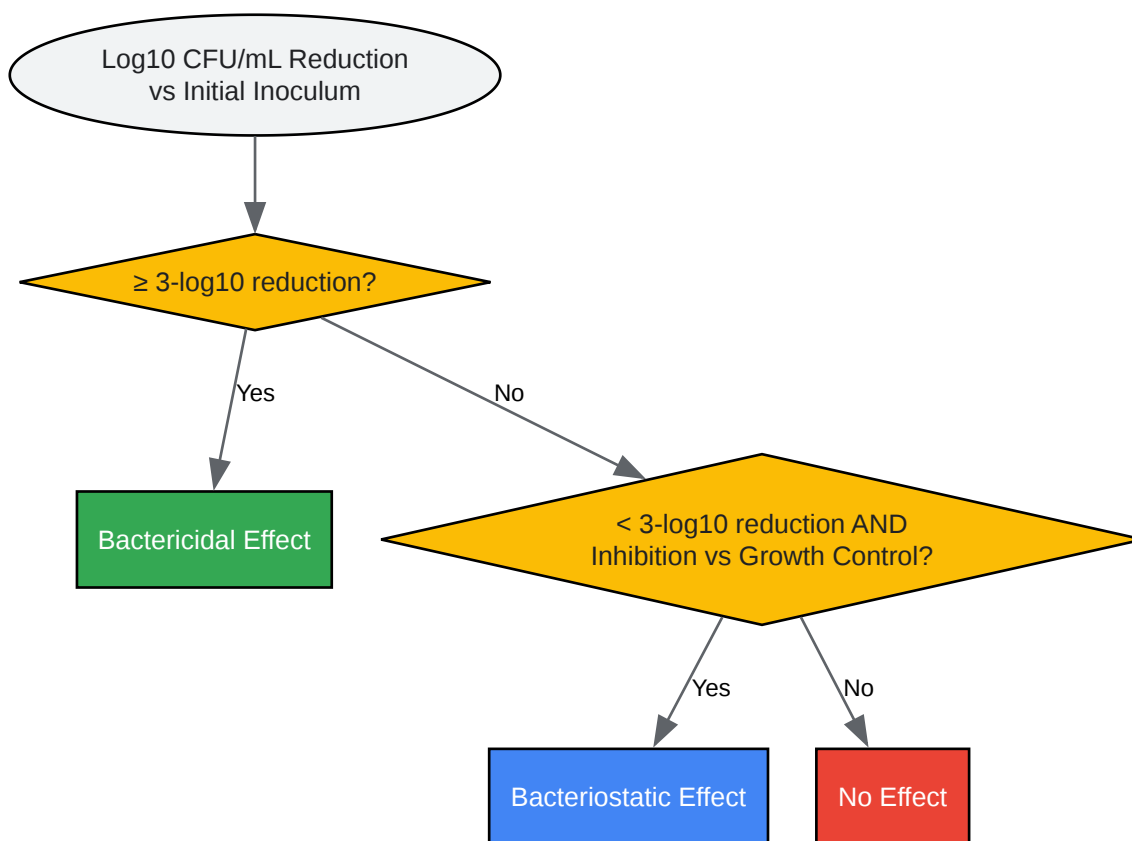 Log10 CFU/mL Reduction
vs Initial Inoculum
≥ 3-log10 reduction?
Yes
No
Bactericidal Effect
< 3-log10 reduction AND
Inhibition vs Growth Control?
Yes
No
Bacteriostatic Effect
No Effect